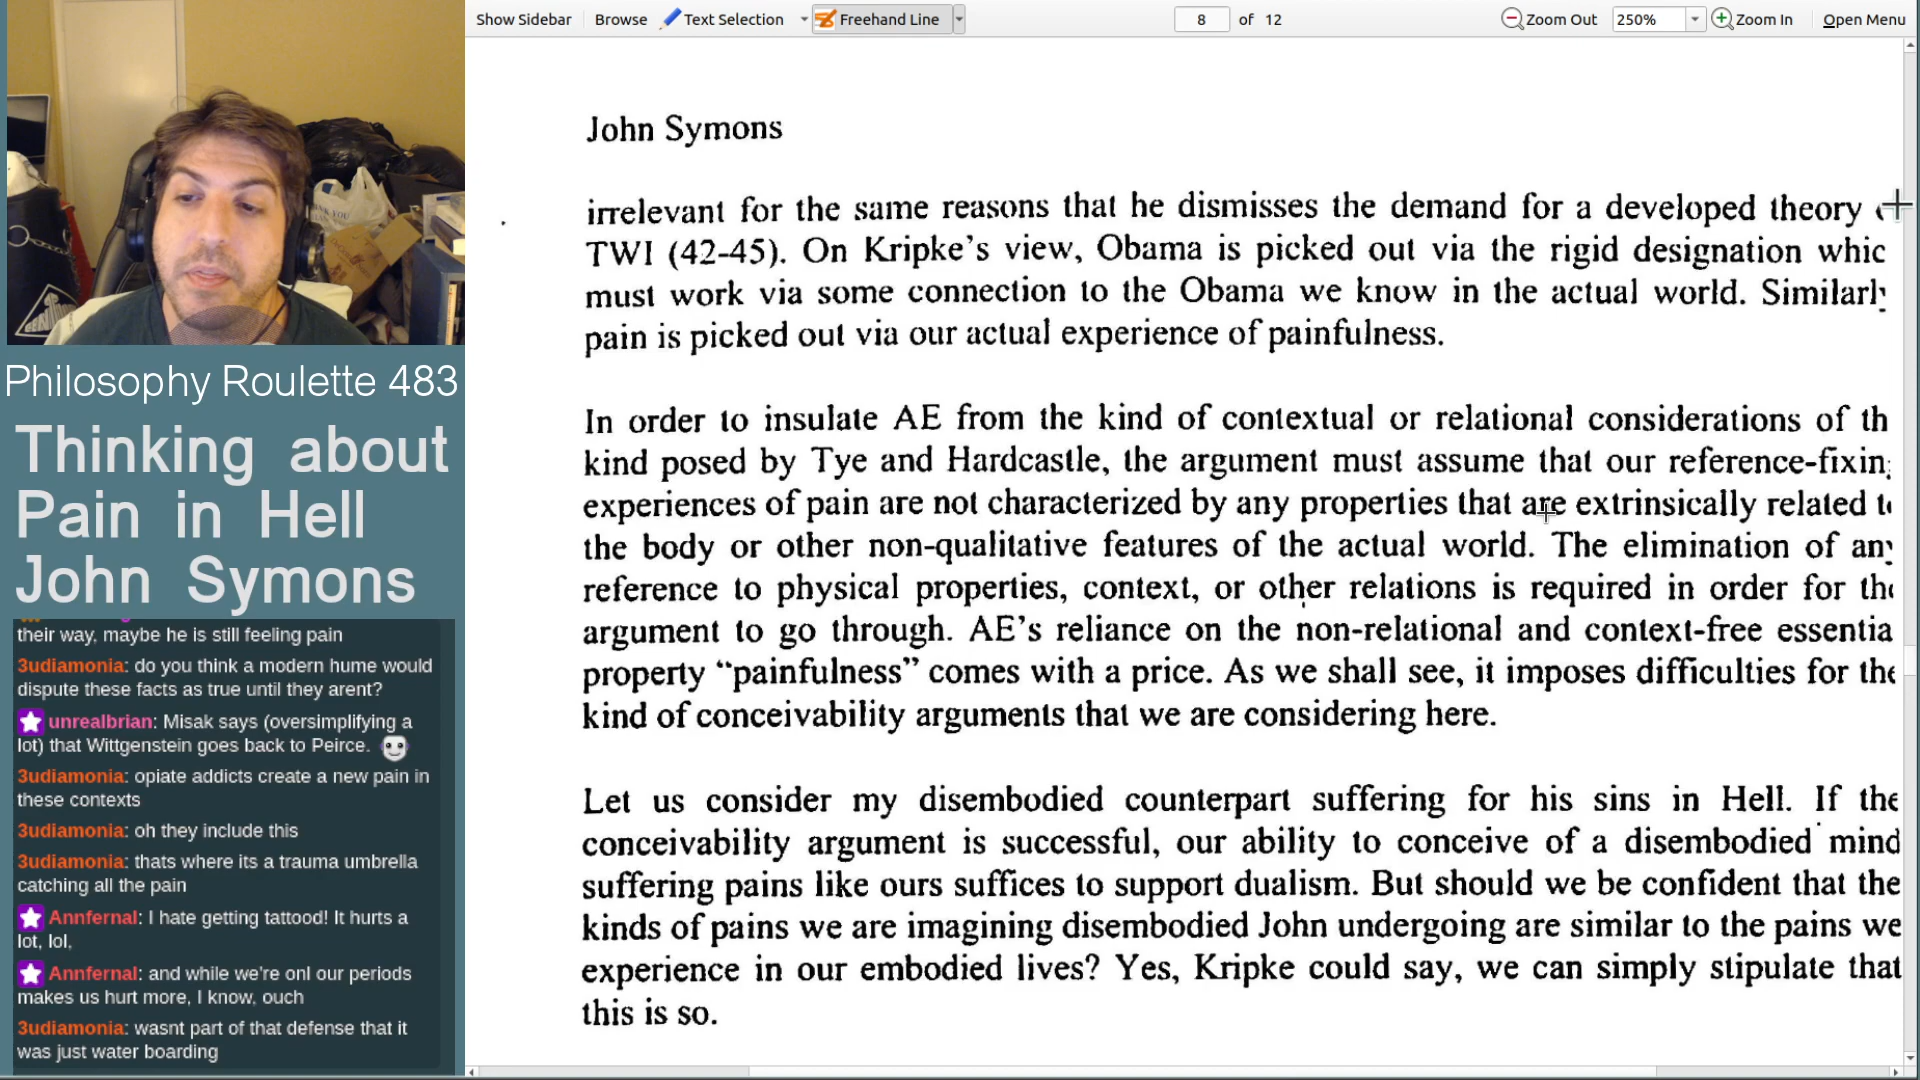 Show Sidebar
Browse
Text Selection
Freehand Line
8 of 12
Zoom Out
250%
Zoom In
Open Menu
John Symons
irrelevant for the same reasons that he dismisses the demand for a developed theory
TWI (42-45). On Kripke's view, Obama is picked out via the rigid designation whic
must work via some connection to the Obama we know in the actual world. Similarly
pain is picked out via our actual experience of painfulness.
In order to insulate AE from the kind of contextual or relational considerations of th
kind posed by Tye and Hardcastle, the argument must assume that our reference-fixin
experiences of pain are not characterized by any properties that are extrinsically related t
the body or other non-qualitative features of the actual world. The elimination of any
reference to physical properties, context, or other relations is required in order for the
argument to go through. AE's reliance on the non-relational and context-free essentia
property “painfulness” comes with a price. As we shall see, it imposes difficulties for the
kind of conceivability arguments that we are considering here.
Let us consider my disembodied counterpart suffering for his sins in Hell. If the
conceivability argument is successful, our ability to conceive of a disembodied mind
suffering pains like ours suffices to support dualism. But should we be confident that the
kinds of pains we are imagining disembodied John undergoing are similar to the pains we
experience in our embodied lives? Yes, Kripke could say, we can simply stipulate that
this is so.
Philosophy Roulette 483
Thinking about
Pain in Hell
John Symons
their way, maybe he is still feeling pain
3udiamonia: do you think a modern hume would
dispute these facts as true until they arent?
unrealbrian: Misak says (oversimplifying a
lot) that Wittgenstein goes back to Peirce.
3udiamonia: opiate addicts create a new pain in
these contexts
3udiamonia: oh they include this
3udiamonia: thats where its a trauma umbrella
catching all the pain
Annfernal: I hate getting tattood! It hurts a
lot, lol,
Annfernal: and while we're onl our periods
makes us hurt more, I know, ouch
3udiamonia: wasnt part of that defense that it
was just water boarding